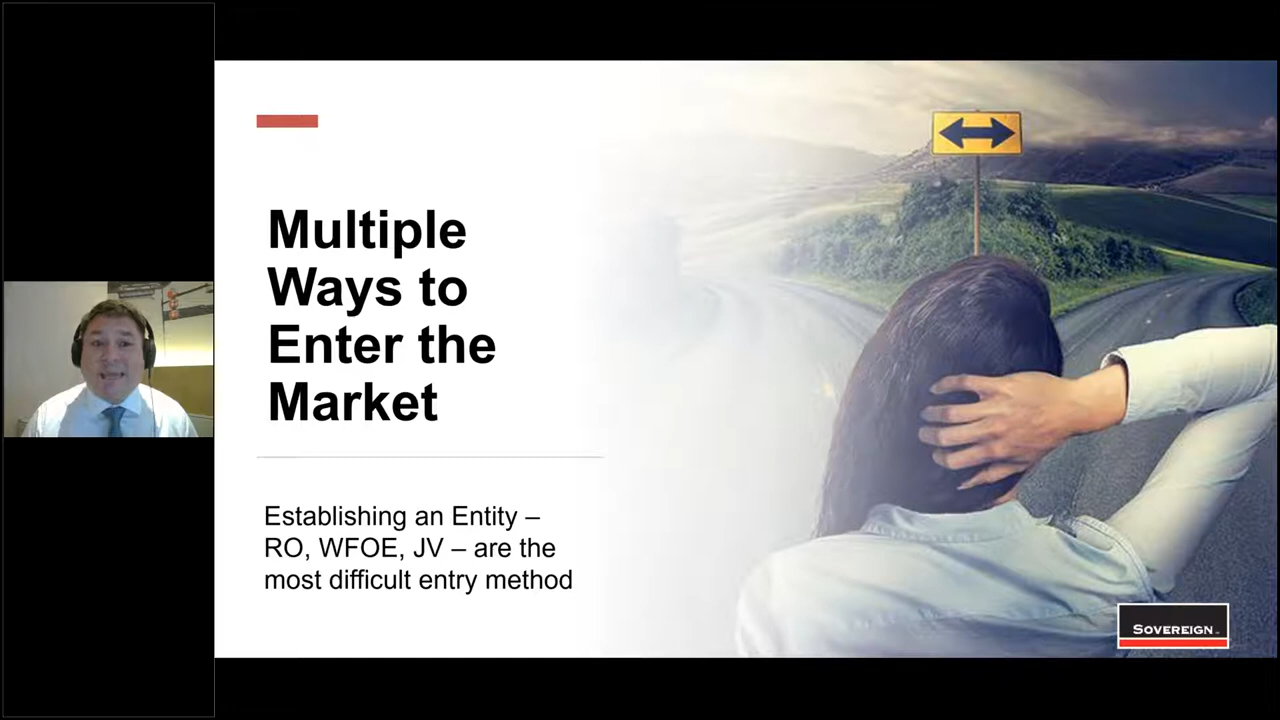 Multiple
Ways to
Enter the
Market
Establishing an Entity –
RO, WFOE, JV – are the
most difficult entry method
SOVEREIGN